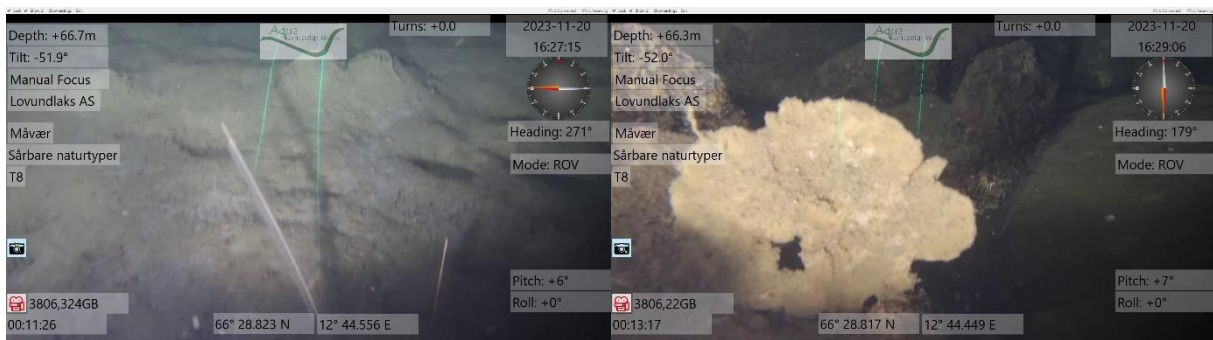 Depth: +66.7m
Tilt: -51.9°
Manual Focus
Lovundlaks AS
Måvær
Sårbare naturtyper
T8
3806,324GB
00:11:26
Aqua
Turns: +0.0
2023-11-20
16:27:15
Heading: 271°
Mode: ROV
Pitch: +6°
Roll: +0°
66° 28.823 N
12° 44.556 E
Depth: +66.3m
Tilt: -52.0°
Manual Focus
Lovundlaks AS
Måvær
Sårbare naturtyper
T8
3806,22GB
00:13:17
Aqua
Turns: +0.0
2023-11-20
16:29:06
Heading: 179°
Mode: ROV
Pitch: +7°
Roll: +0°
66° 28.817 N
12° 44.449 E